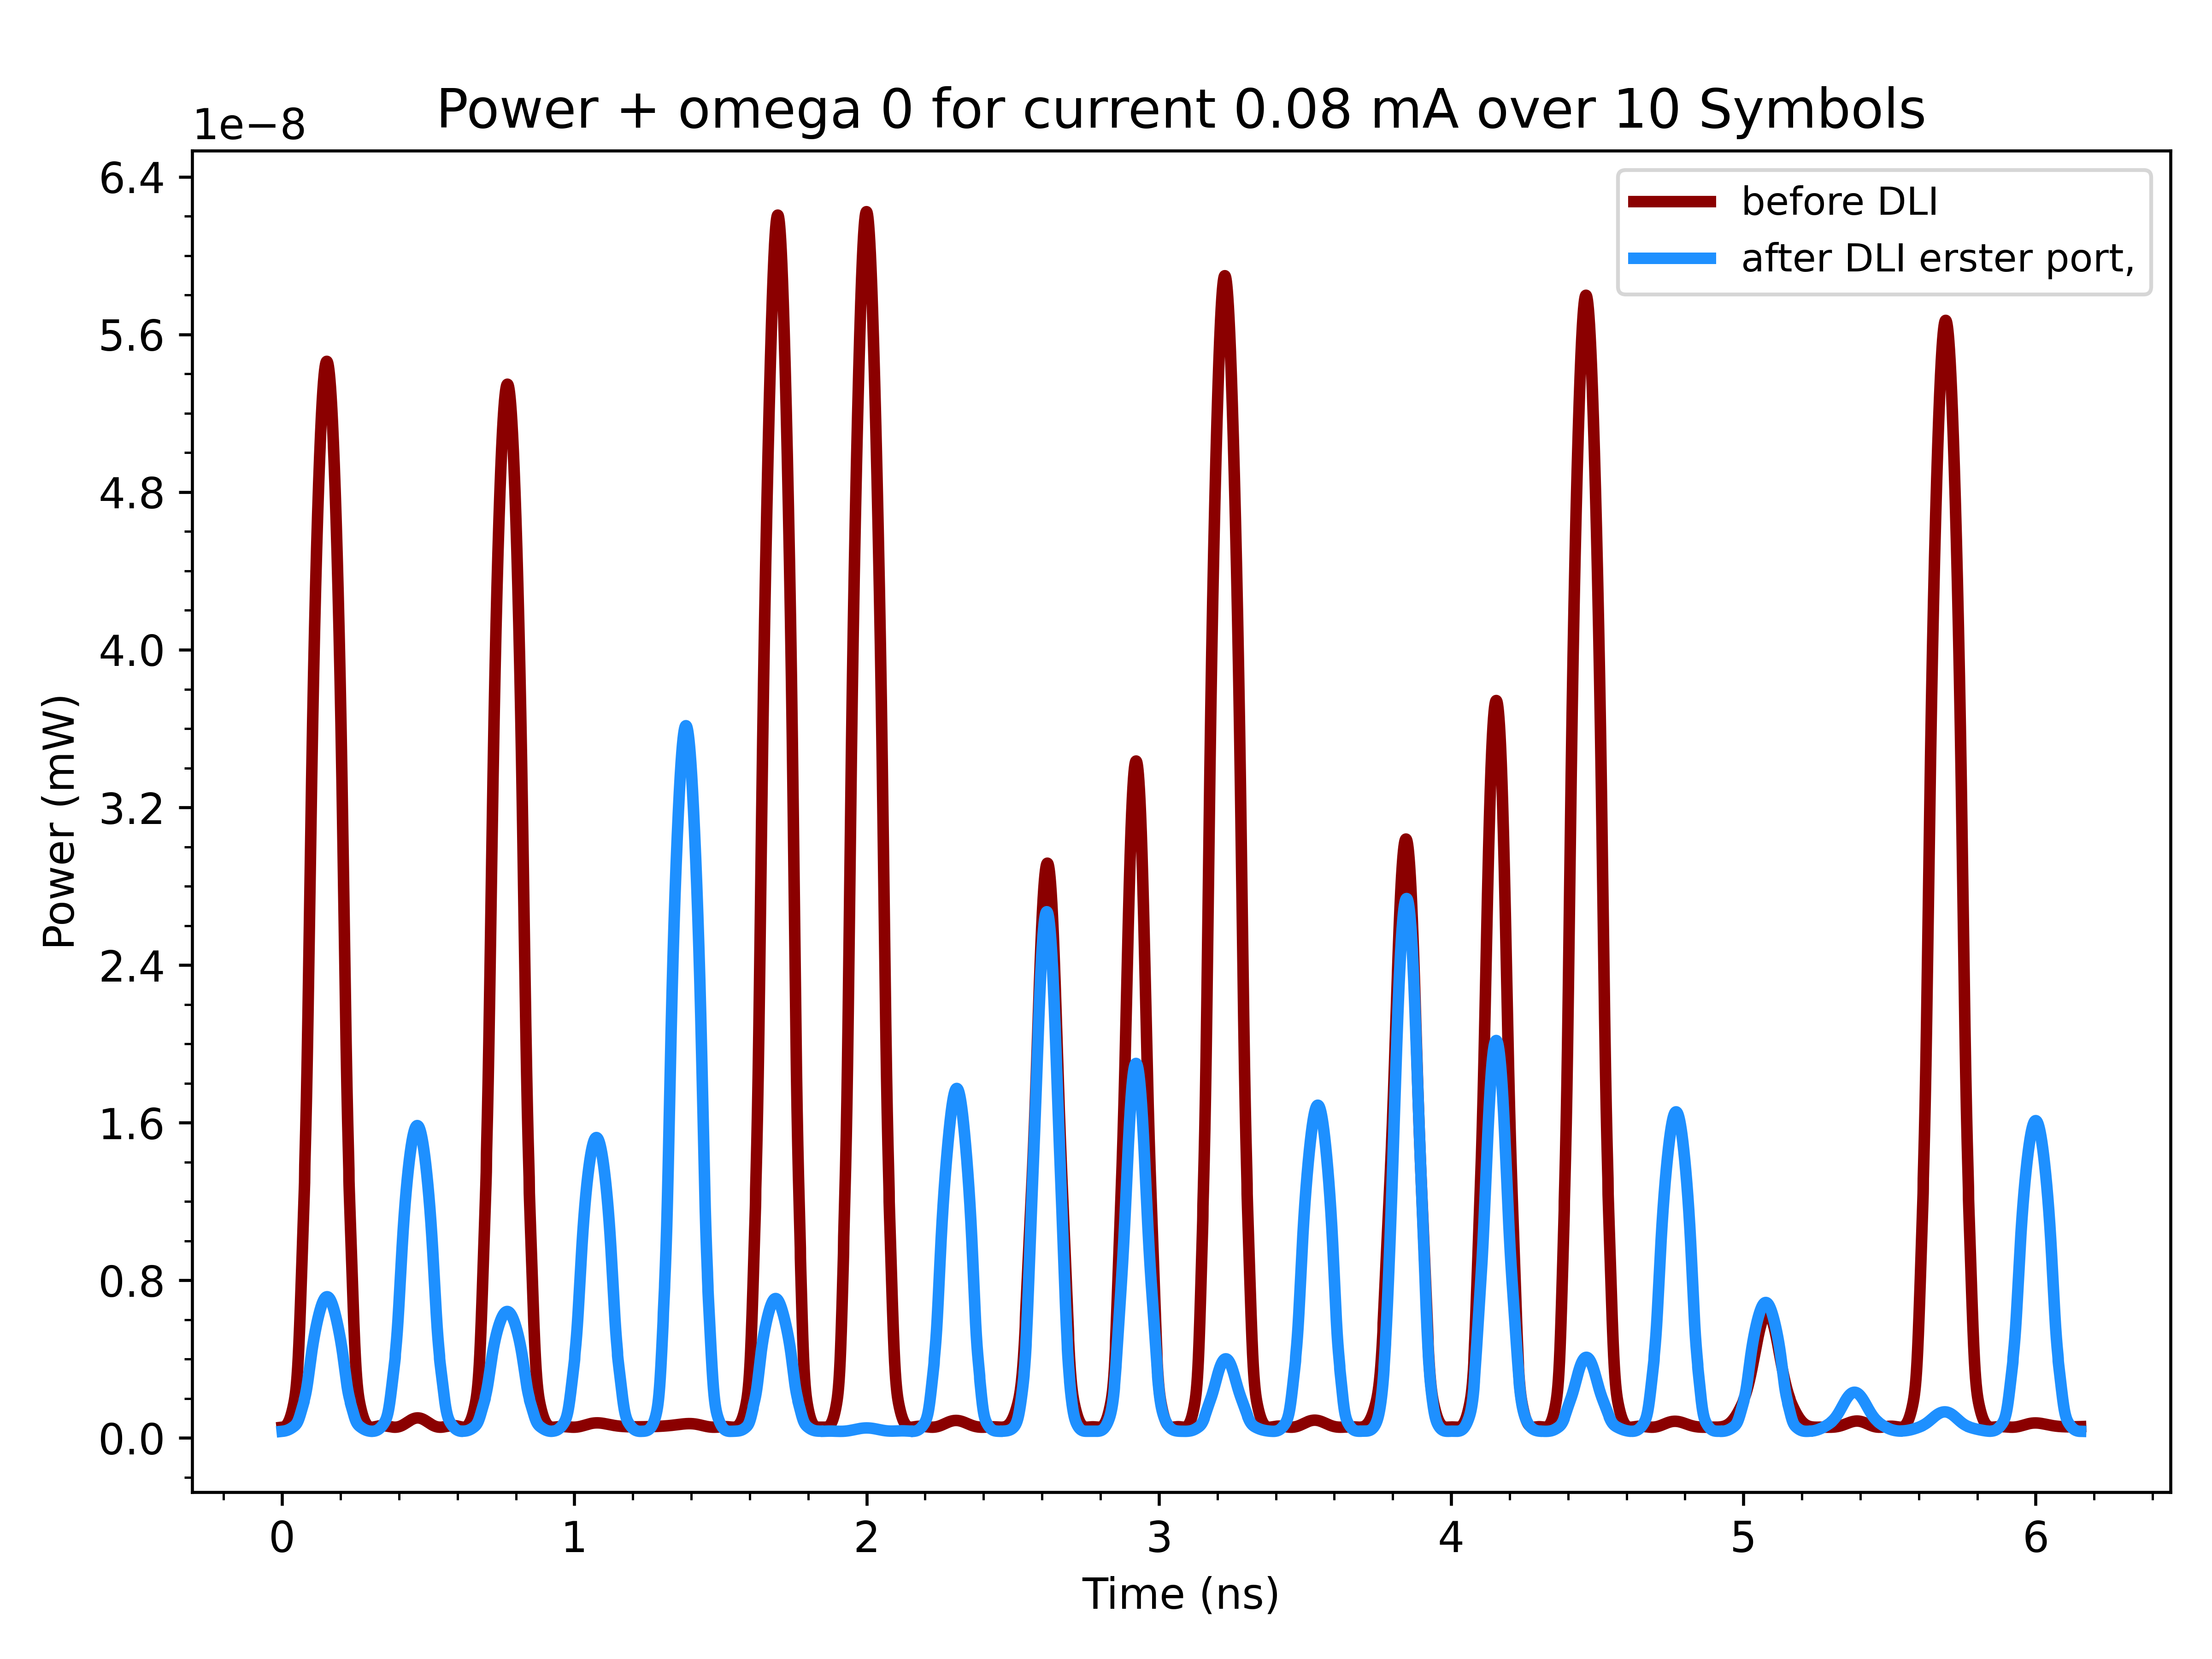 Power + omega 0 for current 0.08 mA over 10 Symbols
1e−8
before DLI
after DLI erster port,
6.4
5.6
4.8
4.0
3.2
2.4
1.6
0.8
0.0
Power (mW)
0 1 2 3 4 5 6
Time (ns)